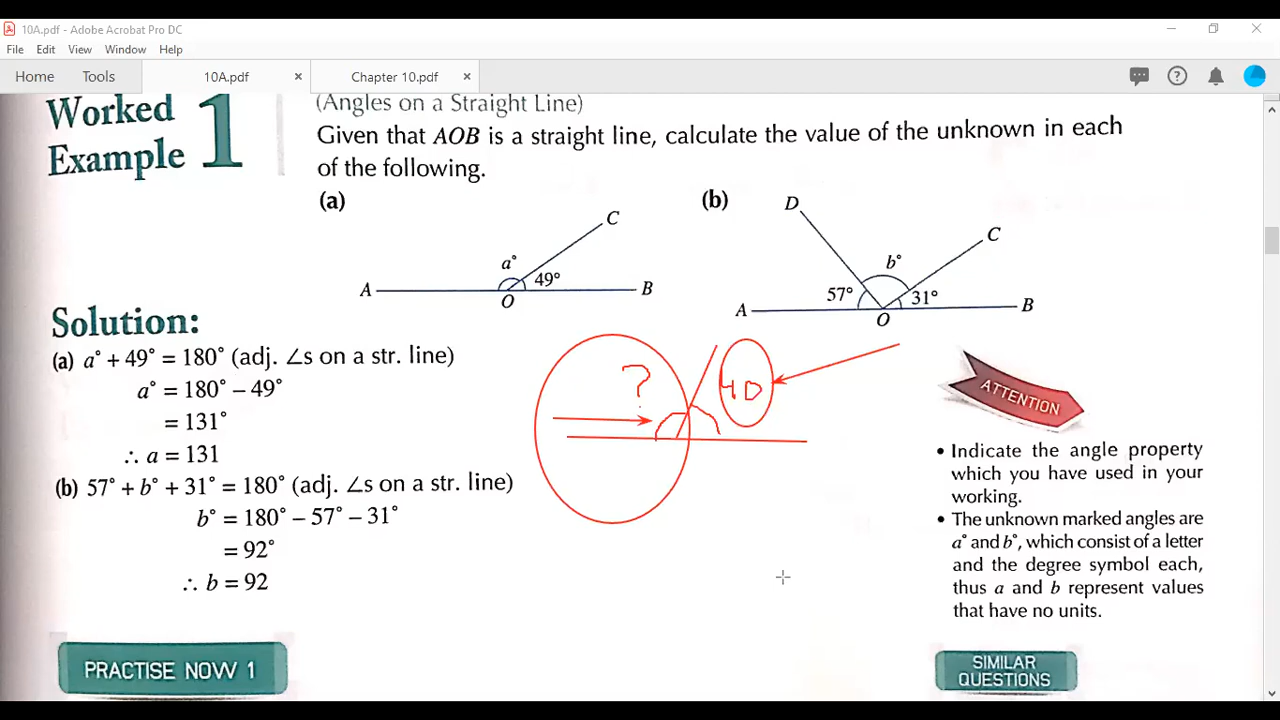 10A.pdf - Adobe Acrobat Pro DC
File Edit View Window Help
Home Tools 10A.pdf × Chapter 10.pdf ×
Worked
Example 1
(Angles on a Straight Line)
Given that AOB is a straight line, calculate the value of the unknown in each
of the following.
(a)
C
a°
49°
A
O
B
(b)
D
C
b°
57°
31°
A
O
B
Solution:
(a) a° + 49° = 180° (adj. ∠s on a str. line)
a° = 180° – 49°
= 131°
∴ a = 131
(b) 57° + b° + 31° = 180° (adj. ∠s on a str. line)
b° = 180° – 57° – 31°
= 92°
∴ b = 92
?
40
ATTENTION
• Indicate the angle property
which you have used in your
working.
• The unknown marked angles are
a° and b°, which consist of a letter
and the degree symbol each,
thus a and b represent values
that have no units.
PRACTISE NOW 1
SIMILAR
QUESTIONS